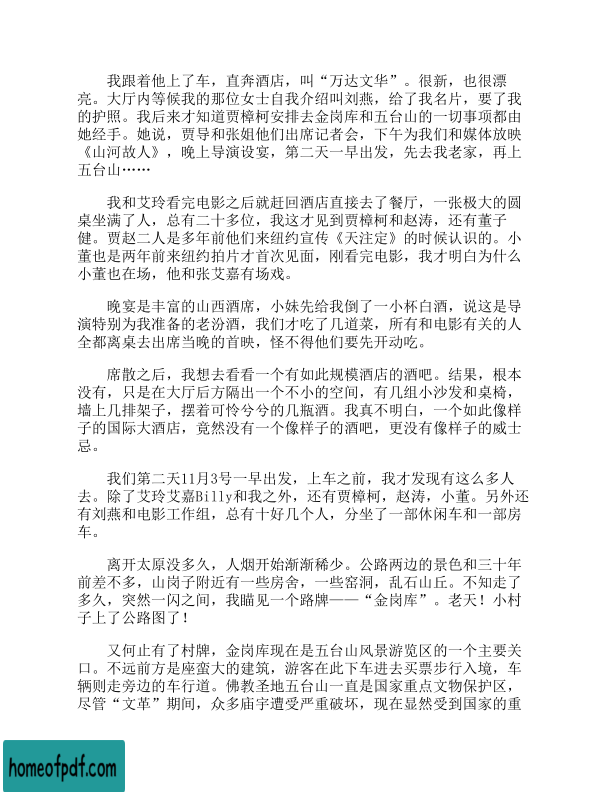 我跟着他上了车，直奔酒店，叫“万达文华”。很新，也很漂
亮。大厅内等候我的那位女士自我介绍叫刘燕，给了我名片，要了我
的护照。我后来才知道贾樟柯安排去金岗库和五台山的一切事项都由
她经手。她说，贾导和张姐他们出席记者会，下午为我们和媒体放映
《山河故人》，晚上导演设宴，第二天一早出发，先去我老家，再上
五台山……
我和艾玲看完电影之后就赶回酒店直接去了餐厅，一张极大的圆
桌坐满了人，总有二十多位，我这才见到贾樟柯和赵涛，还有董子
健。贾赵二人是多年前他们来纽约宣传《天注定》的时候认识的。小
董也是两年前来纽约拍片才首次见面，刚看完电影，我才明白为什么
小董也在场，他和张艾嘉有场戏。
晚宴是丰富的山西酒席，小妹先给我倒了一小杯白酒，说这是导
演特别为我准备的老汾酒，我们才吃了几道菜，所有和电影有关的人
全都离桌去出席当晚的首映，怪不得他们要先开动吃。
席散之后，我想去看看一个有如此规模酒店的酒吧。结果，根本
没有，只是在大厅后方隔出一个不小的空间，有几组小沙发和桌椅，
墙上几排架子，摆着可怜兮兮的几瓶酒。我真不明白，一个如此像样
子的国际大酒店，竟然没有一个像样子的酒吧，更没有像样子的威士
忌。
我们第二天11月3号一早出发，上车之前，我才发现有这么多人
去。除了艾玲艾嘉Billy和我之外，还有贾樟柯，赵涛，小董。另外还
有刘燕和电影工作组，总有十好几个人，分坐了一部休闲车和一部房
车。
离开太原没多久，人烟开始渐渐稀少。公路两边的景色和三十年
前差不多，山岗子附近有一些房舍，一些窑洞，乱石山丘。不知走了
多久，突然一闪之间，我瞄见一个路牌——“金岗库”。老天！小村
子上了公路图了！
又何止有了村牌，金岗库现在是五台山风景游览区的一个主要关
口。不远前方是座蛮大的建筑，游客在此下车进去买票步行入境，车
辆则走旁边的车行道。佛教圣地五台山一直是国家重点文物保护区，
尽管“文革”期间，众多庙宇遭受严重破坏，现在显然受到国家的重
homeofpdf.com